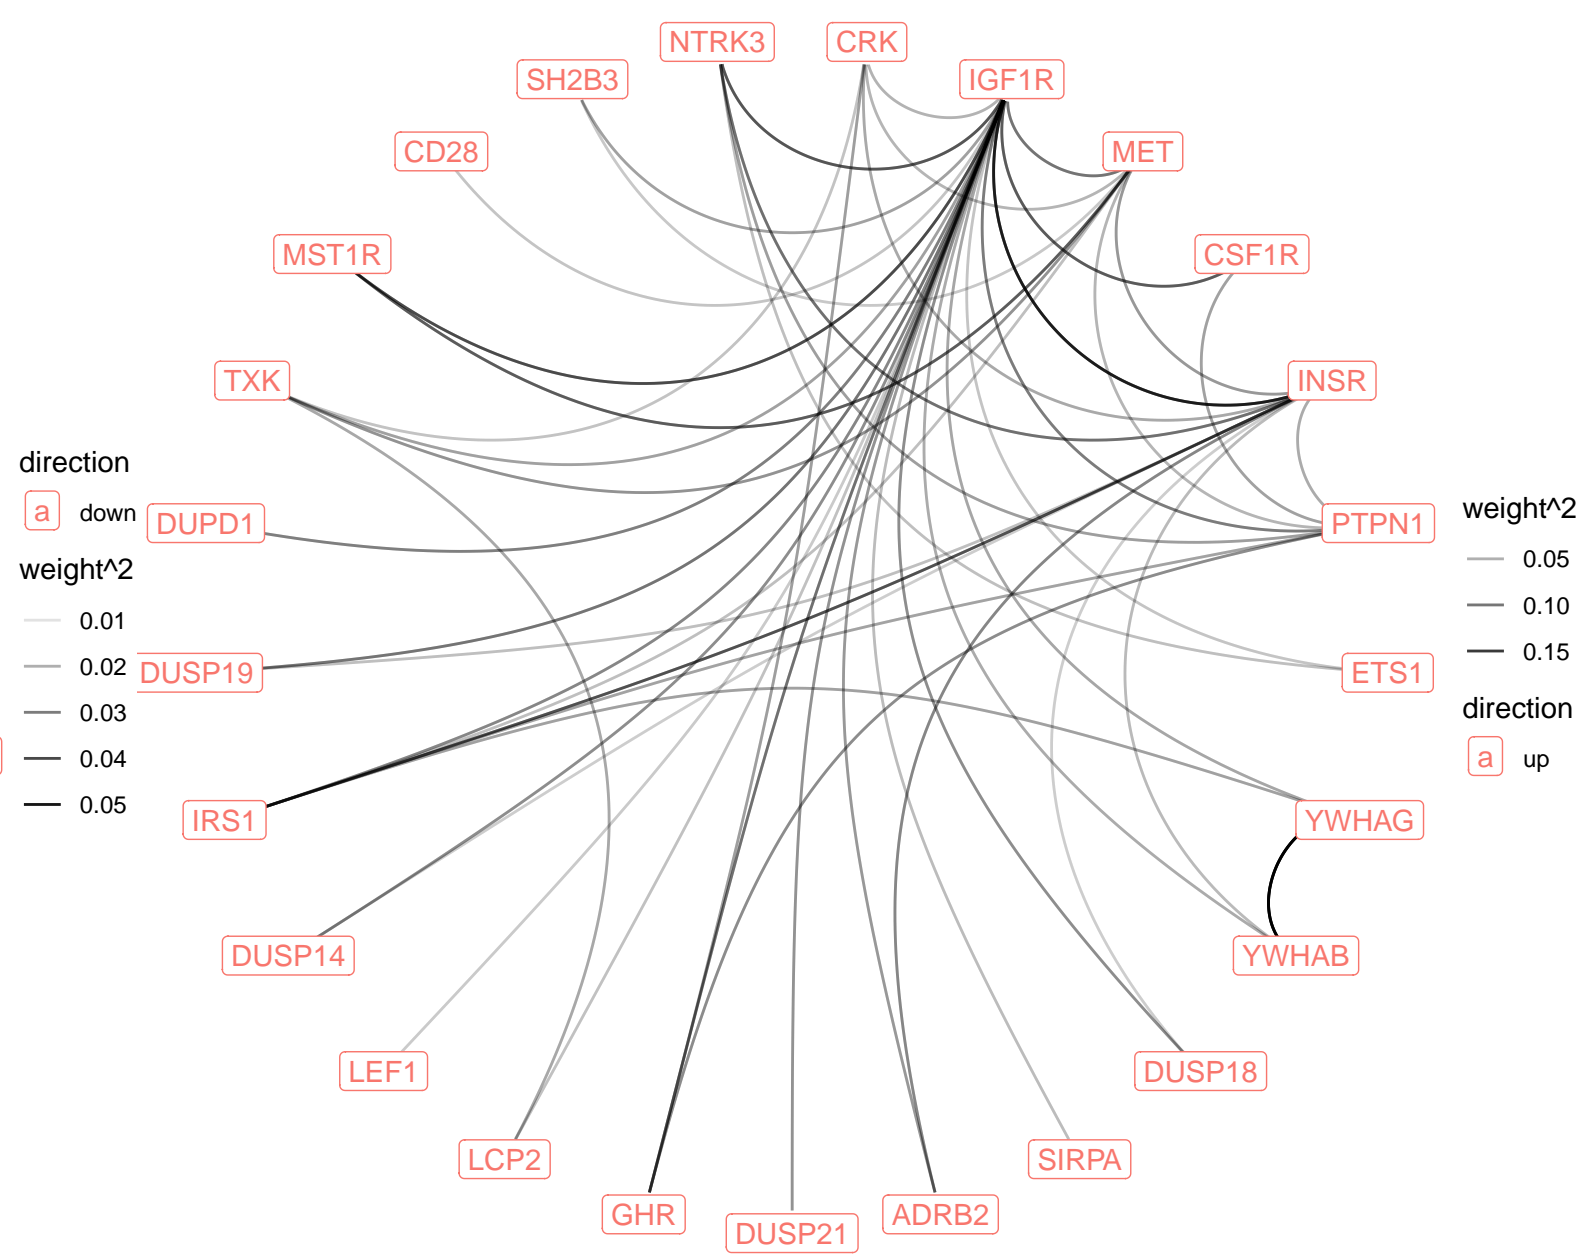 NTRK3
CRK
SH2B3
IGF1R
CD28
MET
MST1R
CSF1R
TXK
INSR
direction
a down
DUPD1
PTPN1
weight^2
0.05
0.10
0.15
weight^2
0.01
0.02
0.03
0.04
0.05
DUSP19
ETS1
direction
a up
IRS1
YWHAG
DUSP14
YWHAB
LEF1
DUSP18
LCP2
SIRPA
GHR
DUSP21
ADRB2